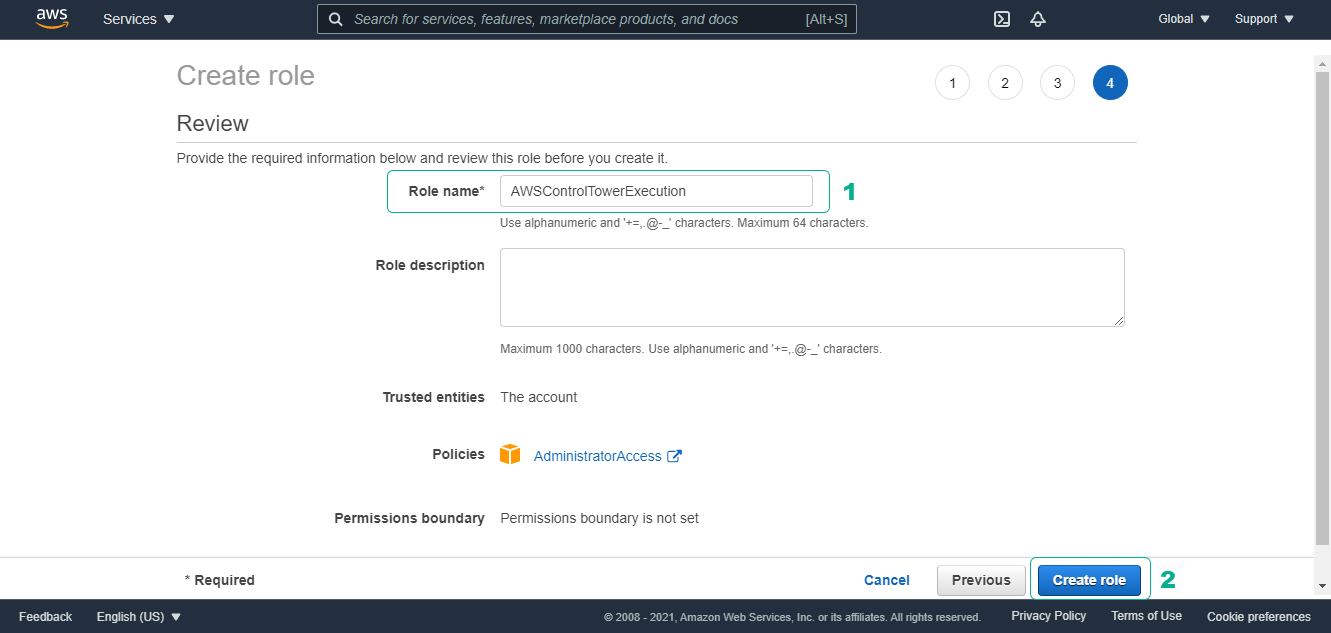 aws Services Search for services, features, marketplace products, and docs [Alt+S] Global Support
Create role
1 2 3 4
Review
Provide the required information below and review this role before you create it.
Role name* AWSControlTowerExecution 1
Use alphanumeric and '+=,.@-_' characters. Maximum 64 characters.
Role description
Maximum 1000 characters. Use alphanumeric and '+=,.@-_' characters.
Trusted entities The account
Policies AdministratorAccess
Permissions boundary Permissions boundary is not set
* Required Cancel Previous Create role 2
Feedback English (US) © 2008 - 2021, Amazon Web Services, Inc. or its affiliates. All rights reserved. Privacy Policy Terms of Use Cookie preferences